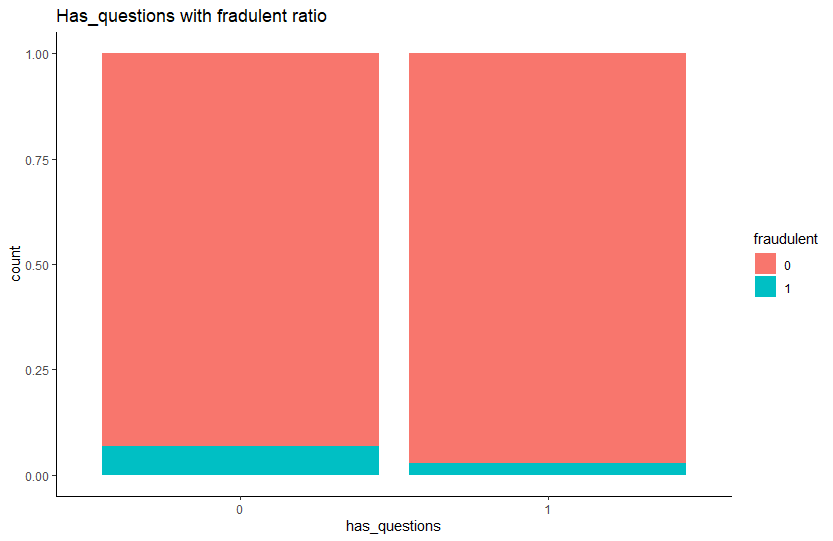 Has_questions with fradulent ratio
1.00
0.75
0.50
0.25
0.00
count
0
1
has_questions
fraudulent
0
1